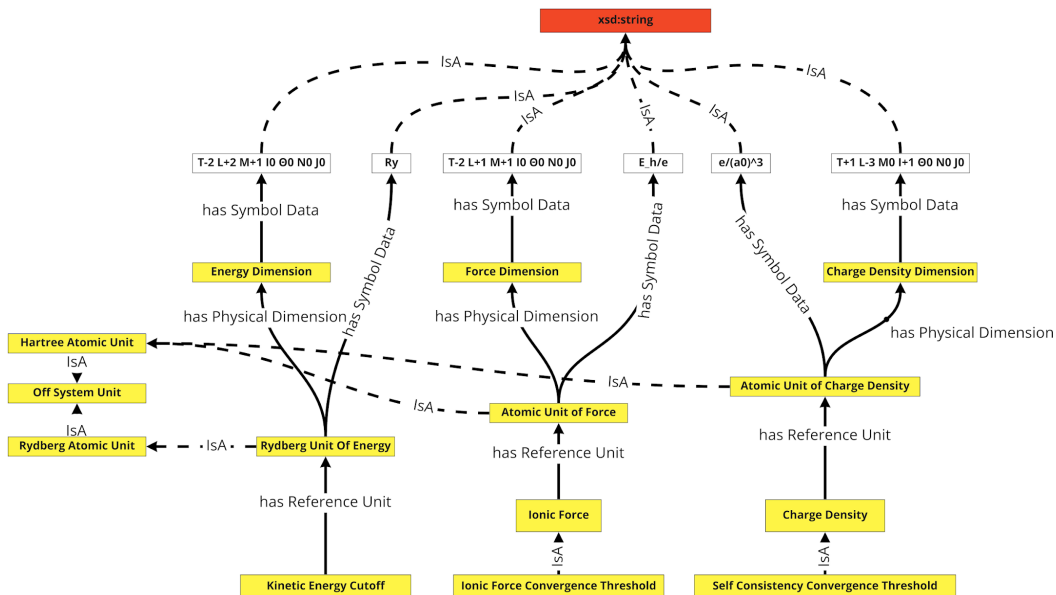 xsd:string
IsA
IsA
IsA
IsA
IsA
IsA
T-2 L+2 M+1 I0 Θ0 N0 J0
Ry
T-2 L+1 M+1 I0 Θ0 N0 J0
E_h/e
e/(a0)^3
T+1 L-3 M0 I+1 Θ0 N0 J0
has Symbol Data
has Symbol Data
has Symbol Data
has Symbol Data
has Symbol Data
has Symbol Data
Energy Dimension
Force Dimension
Charge Density Dimension
has Physical Dimension
has Physical Dimension
has Physical Dimension
Hartree Atomic Unit
IsA
Off System Unit
IsA
Rydberg Atomic Unit
IsA
Rydberg Unit Of Energy
IsA
Atomic Unit of Force
IsA
Atomic Unit of Charge Density
has Reference Unit
has Reference Unit
has Reference Unit
Ionic Force
Charge Density
IsA
IsA
Kinetic Energy Cutoff
Ionic Force Convergence Threshold
Self Consistency Convergence Threshold